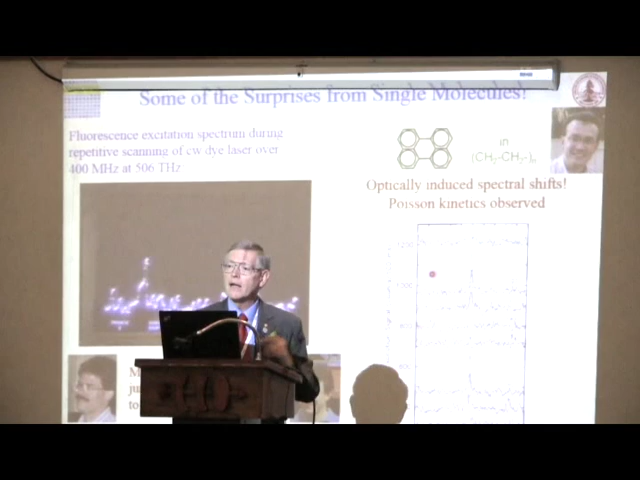 Some of the Surprises from Single Molecules!
Fluorescence excitation spectrum during
repetitive scanning of cw dye laser over
400 MHz at 506 THz
in
(CH2-CH2-)n
Optically induced spectral shifts!
Poisson kinetics observed